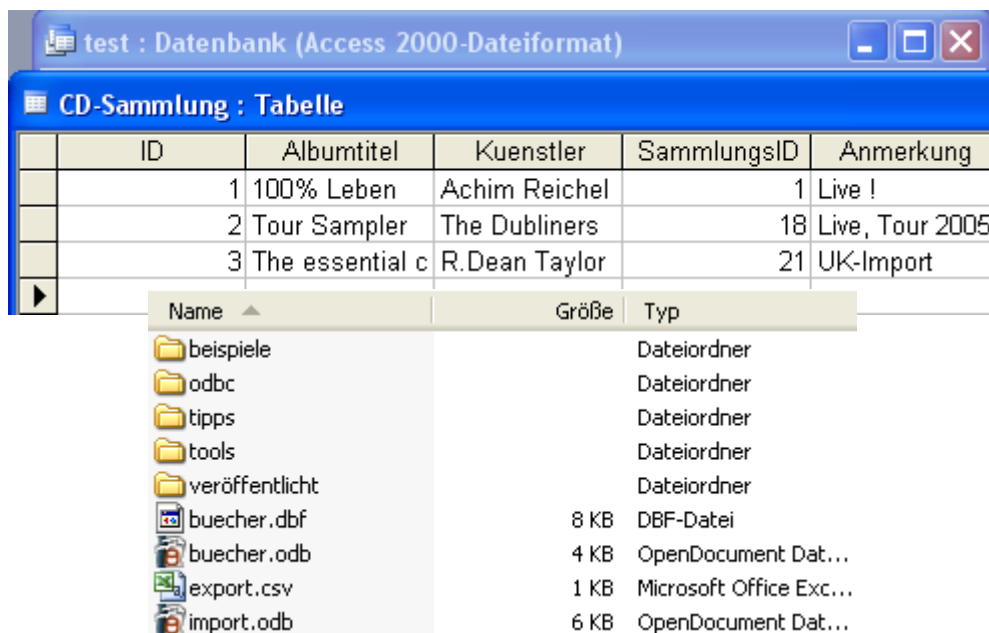 test : Datenbank (Access 2000-Dateiformat)
CD-Sammlung : Tabelle
ID Albumtitel Kuenstler SammlungsID Anmerkung
1 100% Leben Achim Reichel 1 Live !
2 Tour Sampler The Dubliners 18 Live, Tour 2005
3 The essential c R.Dean Taylor 21 UK-Import
Name Größe Typ
beispiele Dateiordner
odbc Dateiordner
tipps Dateiordner
tools Dateiordner
veröffentlicht Dateiordner
buecher.dbf 8 KB DBF-Datei
buecher.odb 4 KB OpenDocument Dat...
export.csv 1 KB Microsoft Office Exc...
import.odb 6 KB OpenDocument Dat...